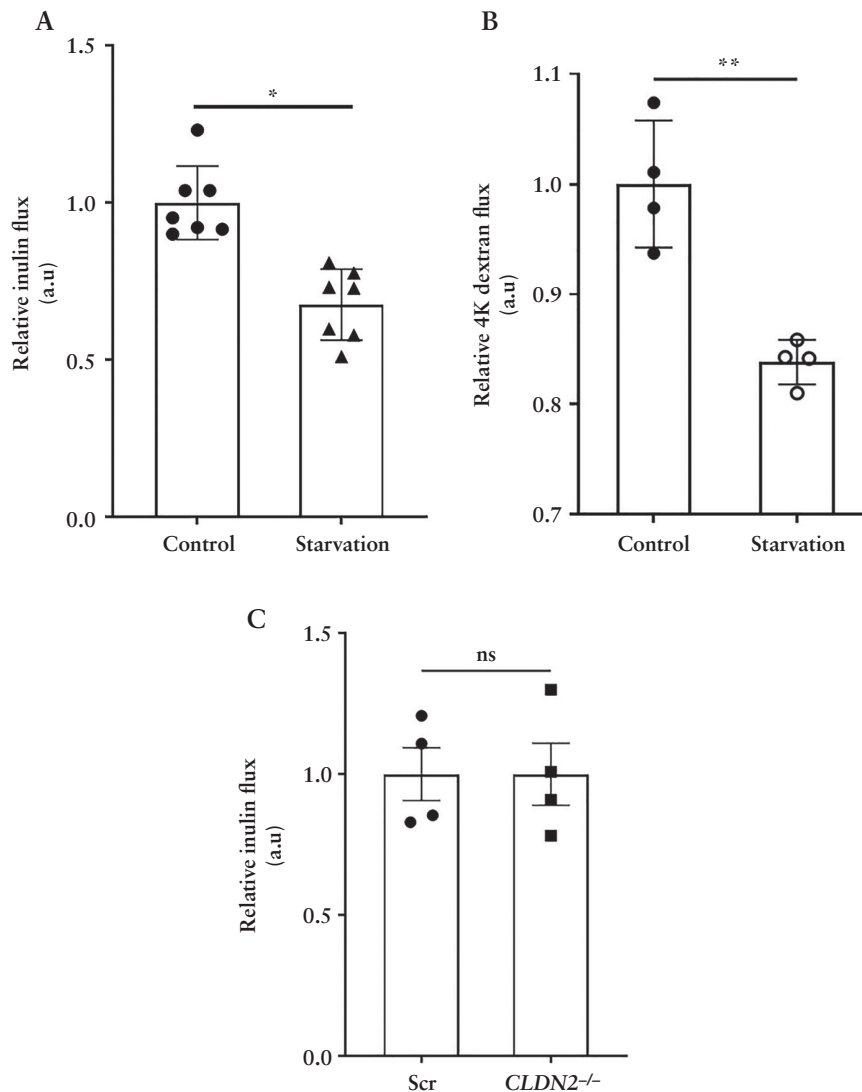 A
Relative inulin flux
(a.u)
1.5
1.0
0.5
0.0
*
Control
Starvation
B
Relative 4K dextran flux
(a.u)
1.1
1.0
0.9
0.8
0.7
**
Control
Starvation
C
Relative inulin flux
(a.u)
1.5
1.0
0.5
0.0
ns
Scr
CLDN2–/–